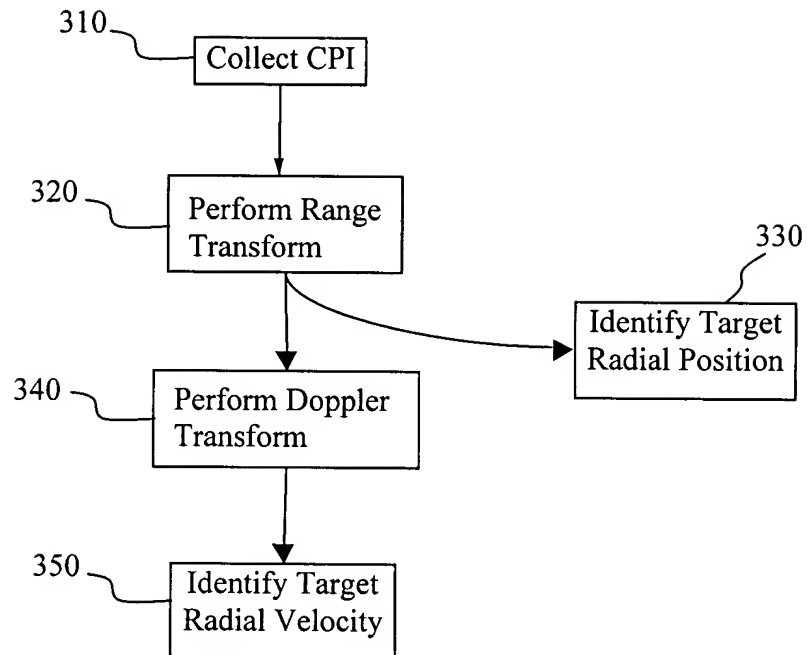 310
Collect CPI
320
Perform Range
Transform
330
Identify Target
Radial Position
340
Perform Doppler
Transform
350
Identify Target
Radial Velocity